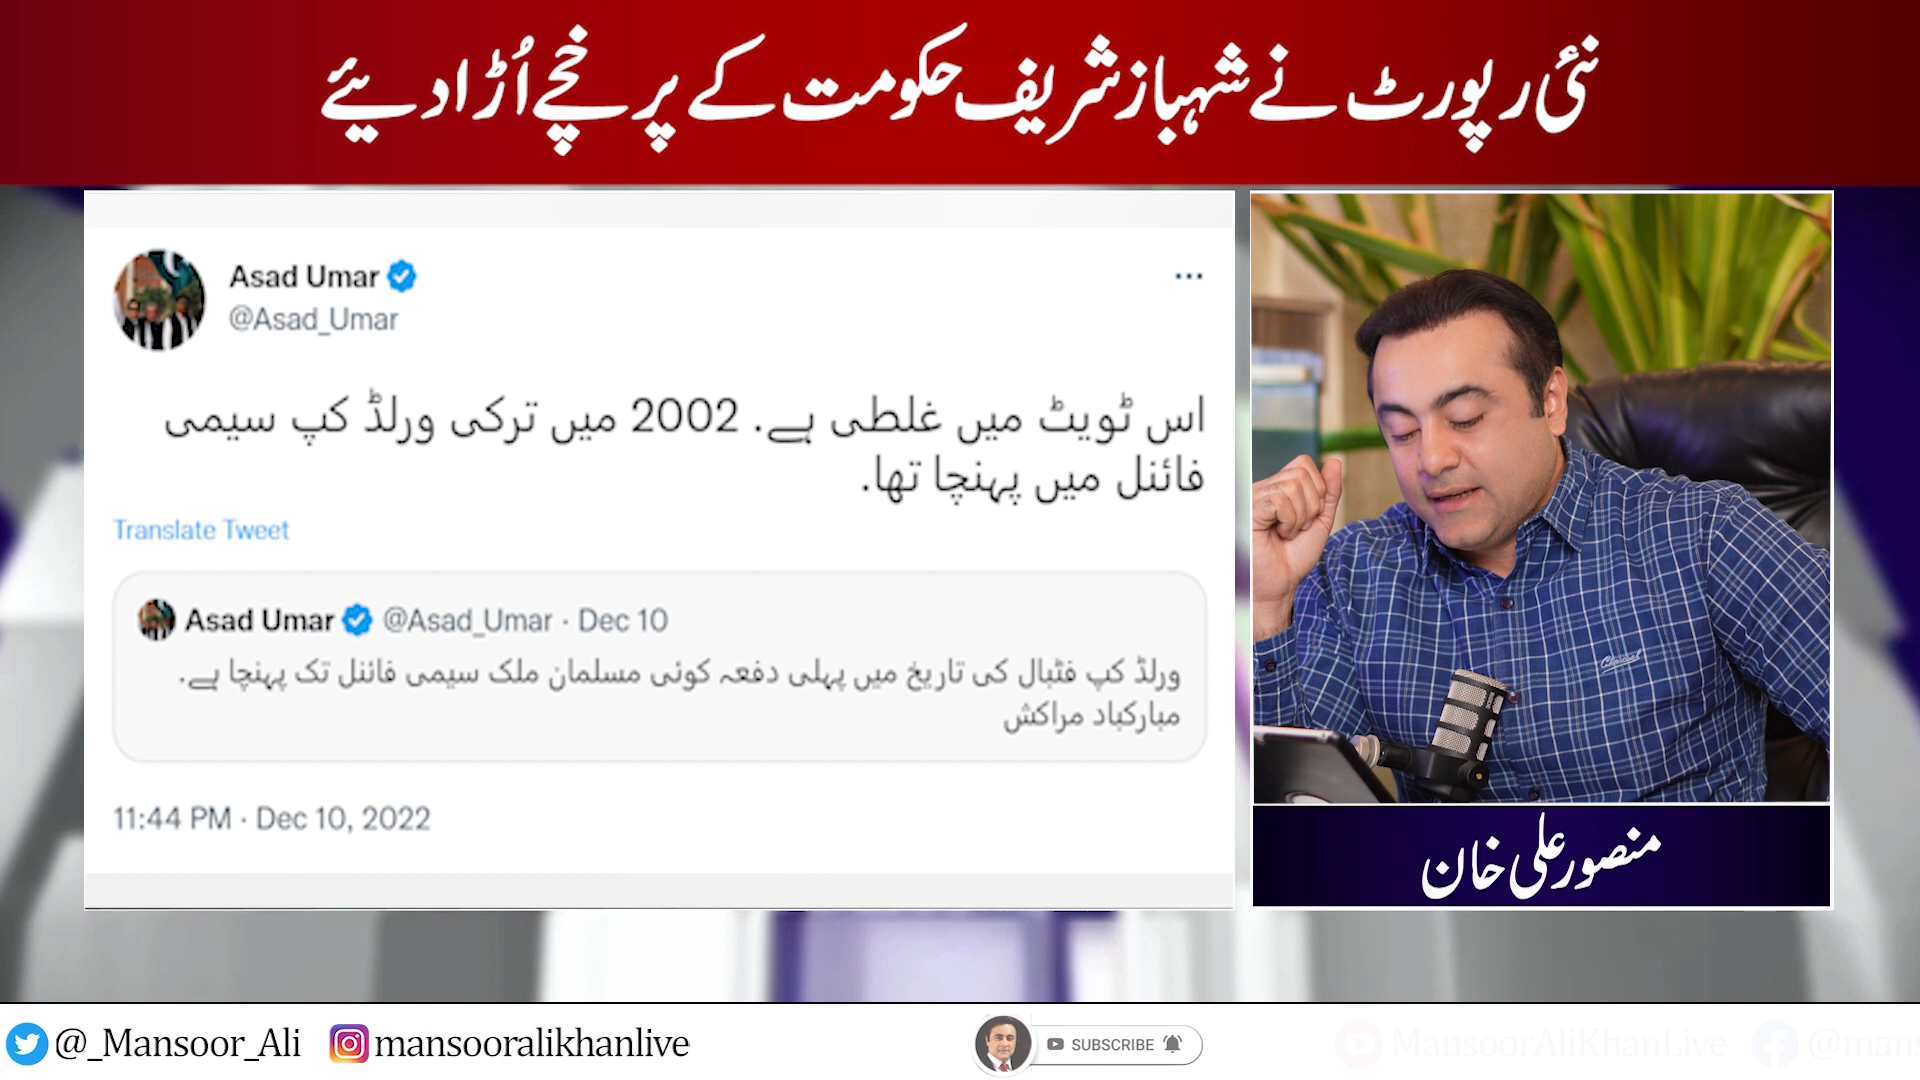 نئی رپورٹ نے شہباز شریف حکومت کے پرخچے اُڑا دیئے
Asad Umar
@Asad_Umar
اس ٹویٹ میں غلطی ہے. 2002 میں ترکی ورلڈ کپ سیمی
فائنل میں پہنچا تھا.
Translate Tweet
Asad Umar @Asad_Umar · Dec 10
ورلڈ کپ فٹبال کی تاریخ میں پہلی دفعہ کوئی مسلمان ملک سیمی فائنل تک پہنچا ہے.
مبارکباد مراکش
11:44 PM · Dec 10, 2022
منصور علی خان
@_Mansoor_Ali mansooralikhanlive SUBSCRIBE MansoorAliKhanLive @mans